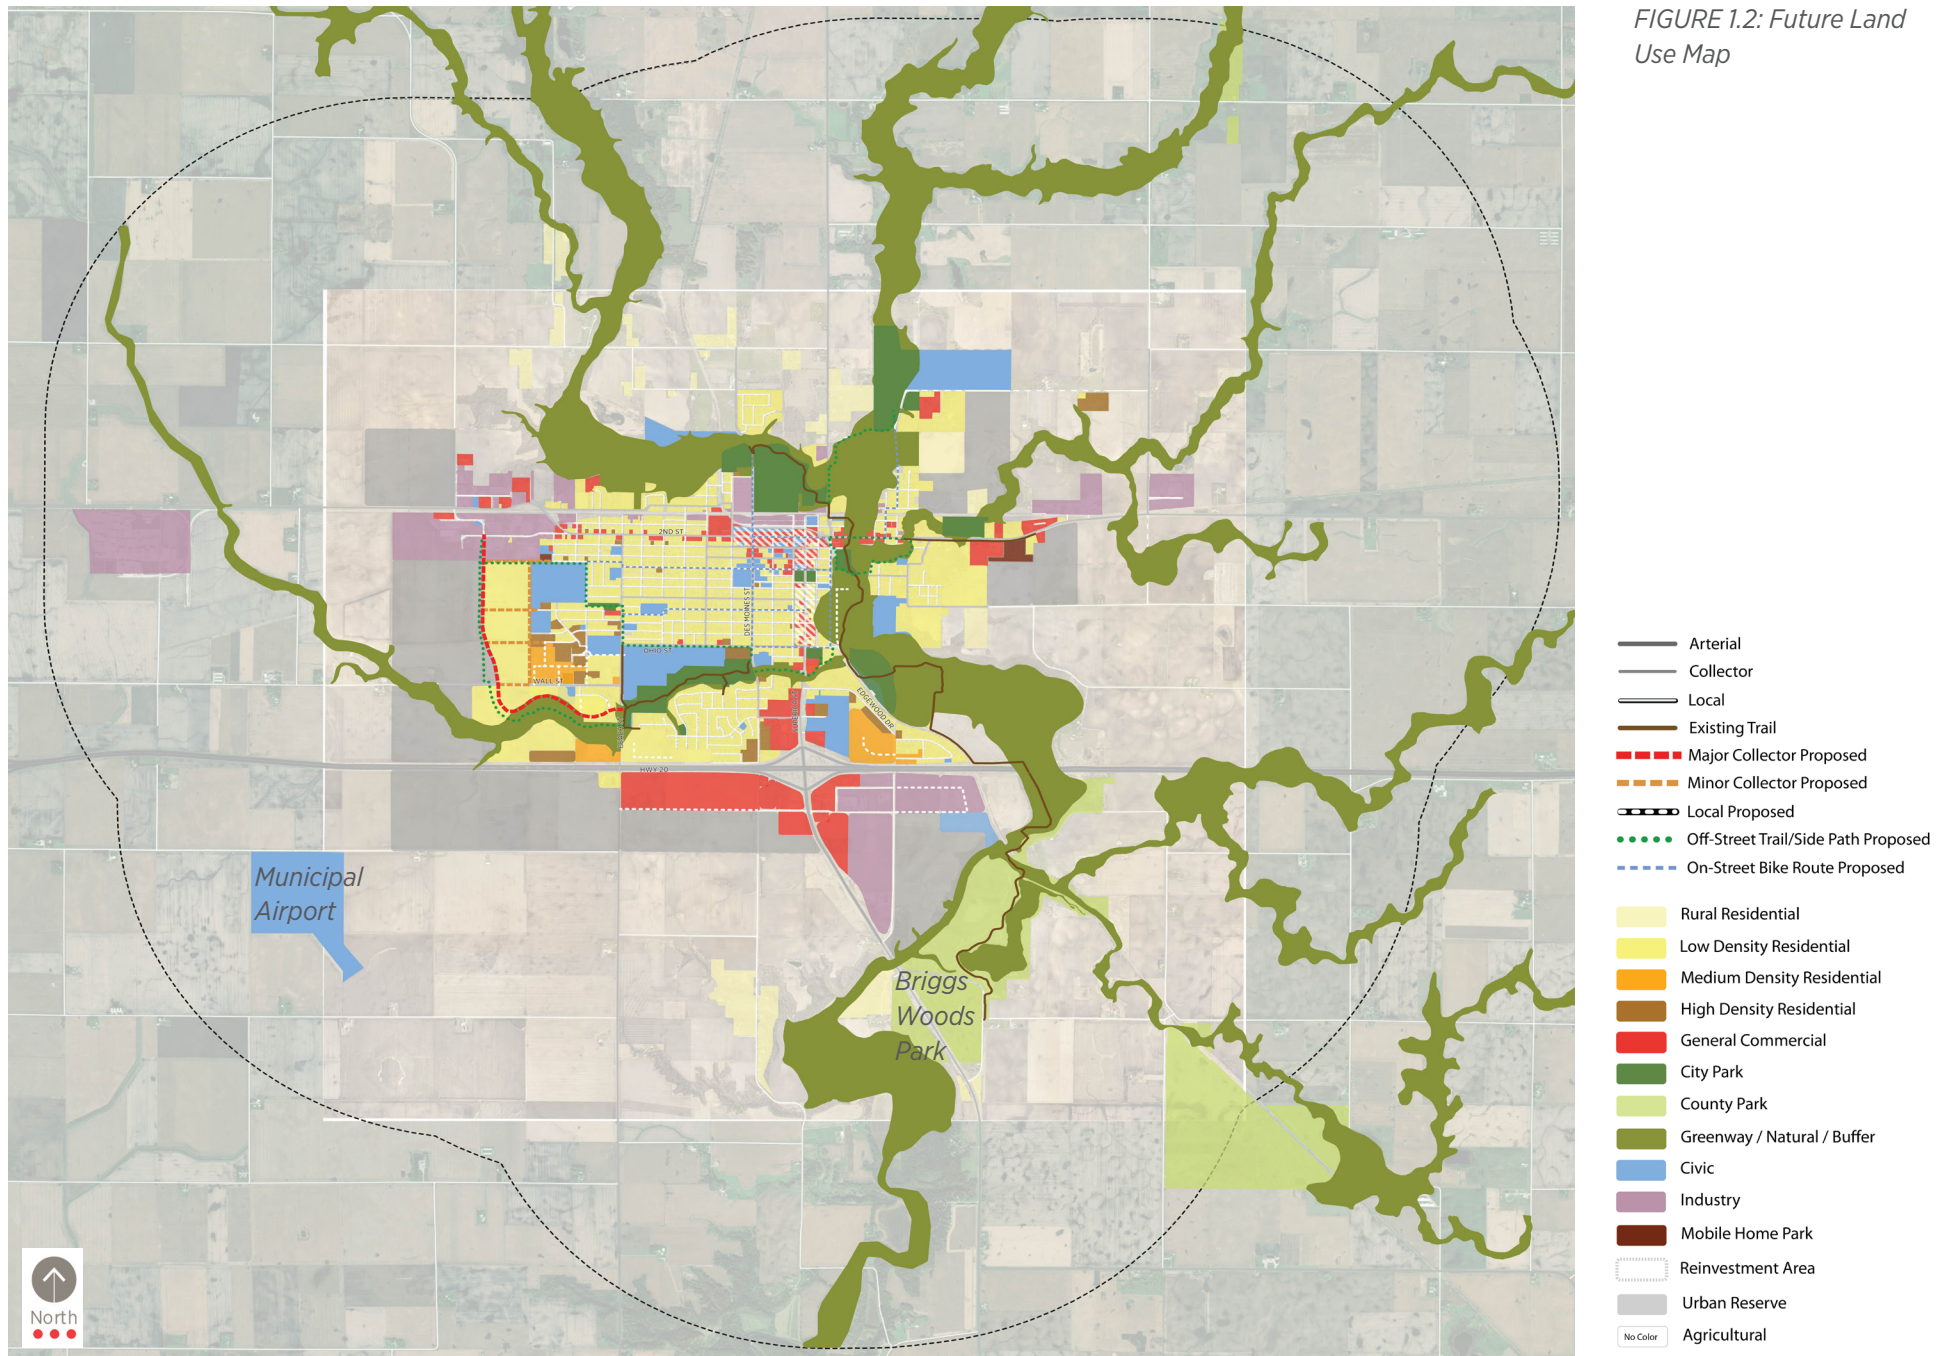 FIGURE 1.2: Future Land
Use Map
2ND ST
DES MOINES ST
OHIO ST
WALL ST
EDGEWOOD DR
HWY 20
Municipal
Airport
Briggs
Woods
Park
North
Arterial
Collector
Local
Existing Trail
Major Collector Proposed
Minor Collector Proposed
Local Proposed
Off-Street Trail/Side Path Proposed
On-Street Bike Route Proposed
Rural Residential
Low Density Residential
Medium Density Residential
High Density Residential
General Commercial
City Park
County Park
Greenway / Natural / Buffer
Civic
Industry
Mobile Home Park
Reinvestment Area
Urban Reserve
No Color Agricultural